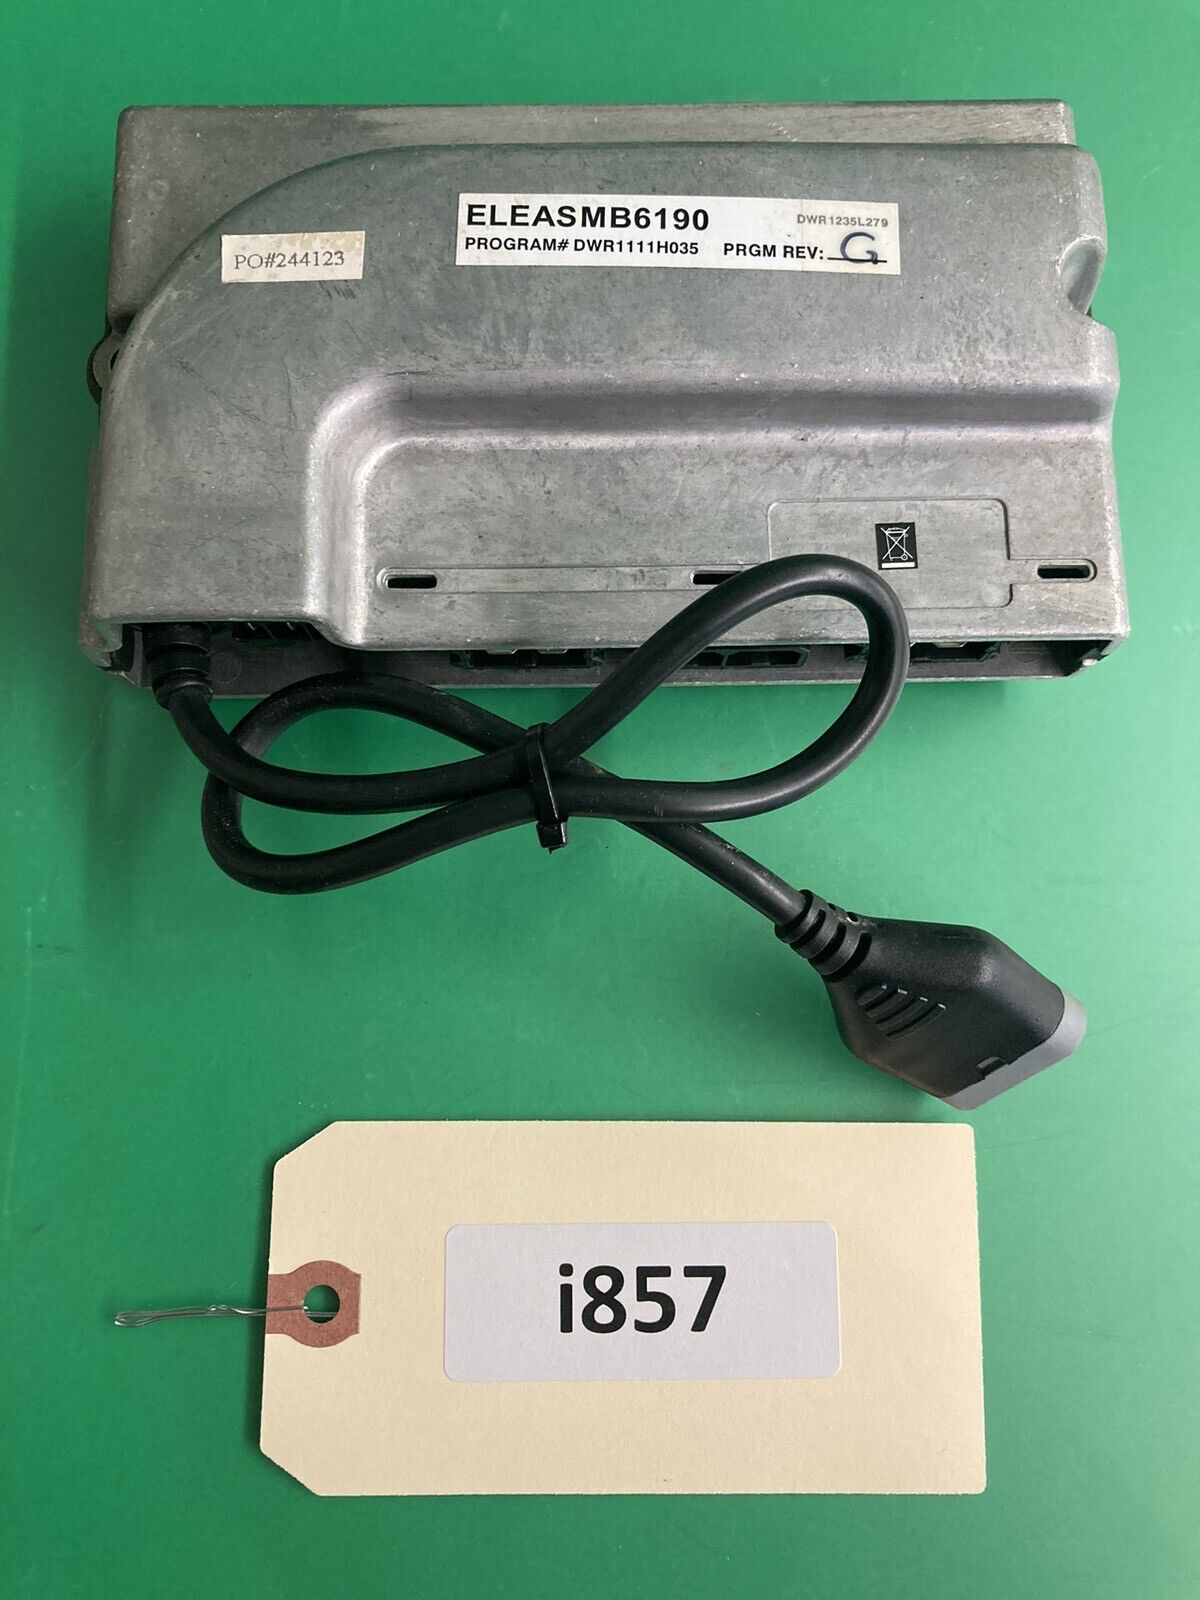 ELEASMB6190 DWR1235L279
PROGRAM# DWR1111H035 PRGM REV: G
PO#244123
i857